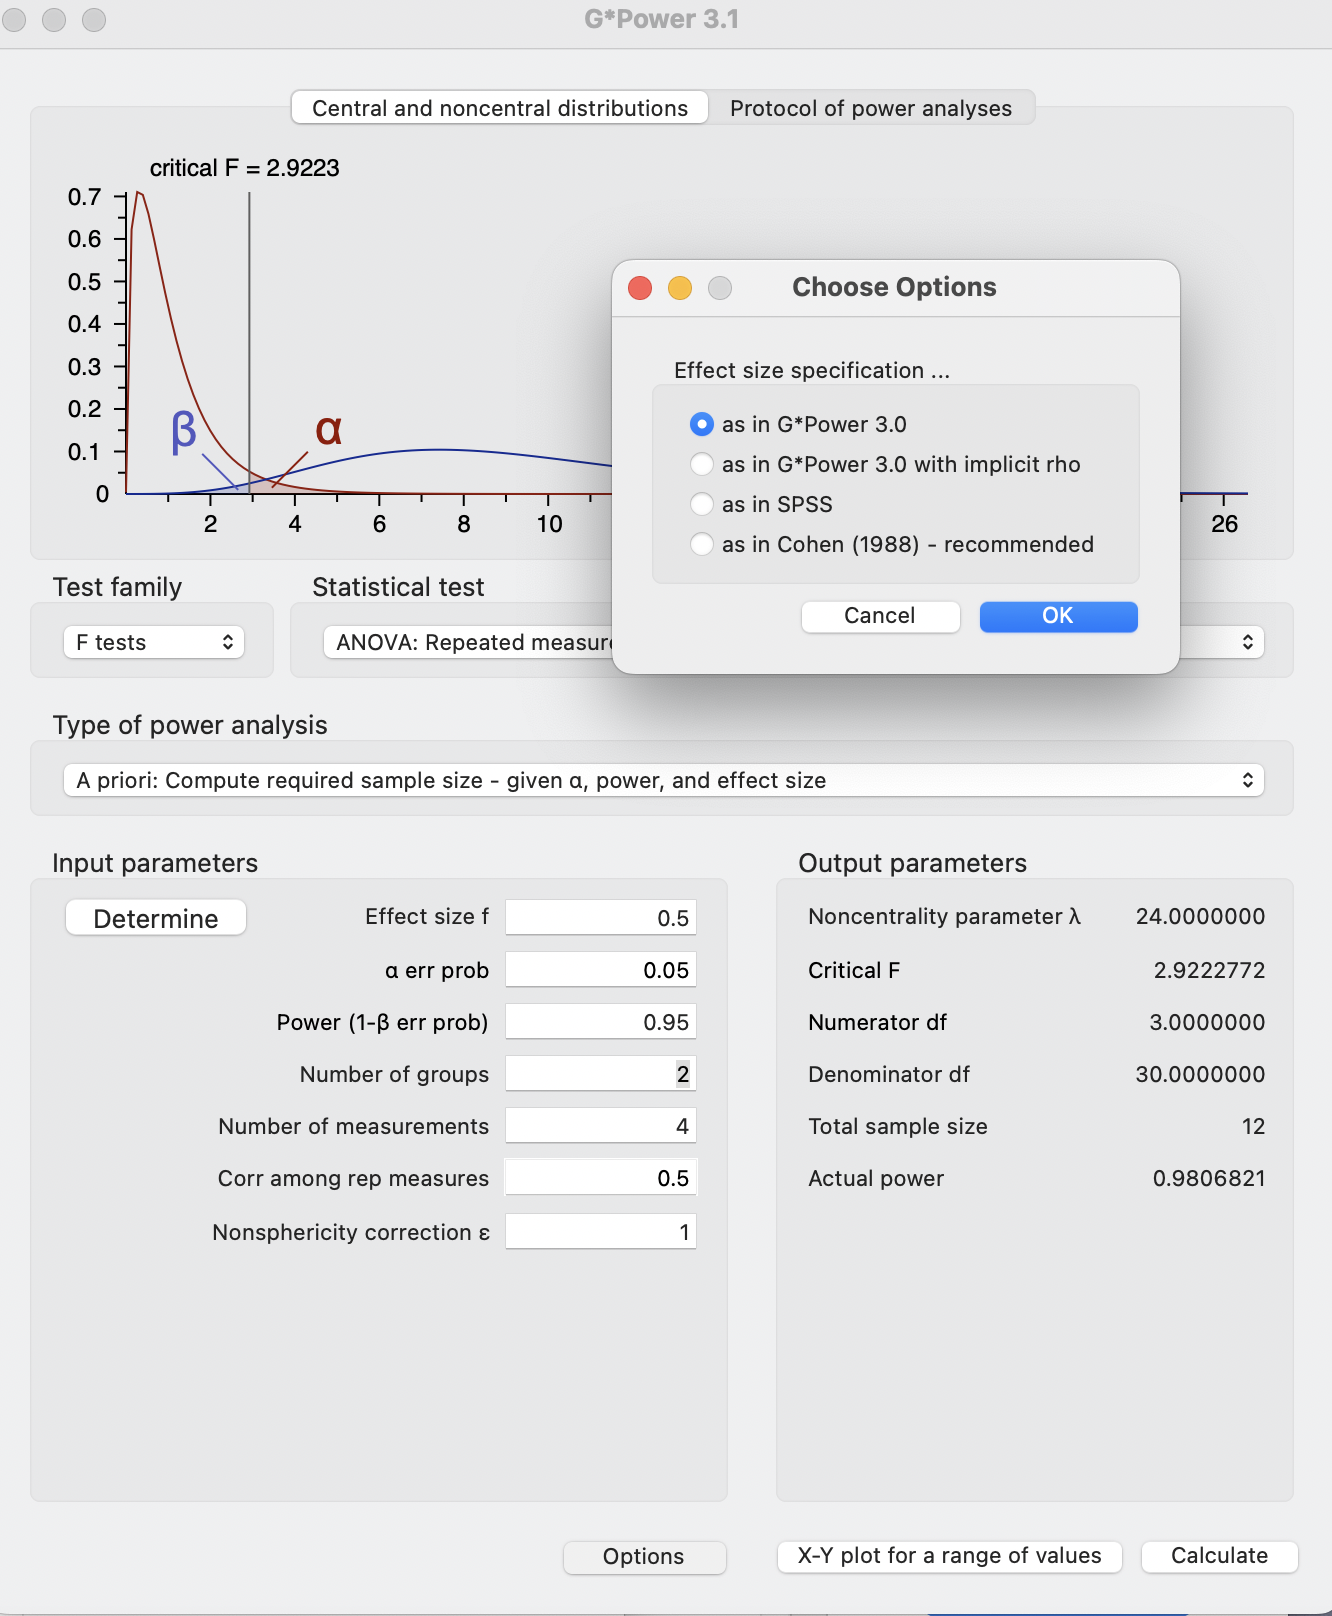 G*Power 3.1
Central and noncentral distributions
Protocol of power analyses
critical F = 2.9223
0.7
0.6
0.5
0.4
0.3
0.2
0.1
0
β
α
2
4
6
8
10
26
Choose Options
Effect size specification ...
as in G*Power 3.0
as in G*Power 3.0 with implicit rho
as in SPSS
as in Cohen (1988) - recommended
Cancel
OK
Test family
Statistical test
F tests
ANOVA: Repeated measure
Type of power analysis
A priori: Compute required sample size - given α, power, and effect size
Input parameters
Determine
Effect size f
0.5
α err prob
0.05
Power (1-β err prob)
0.95
Number of groups
2
Number of measurements
4
Corr among rep measures
0.5
Nonsphericity correction ε
1
Output parameters
Noncentrality parameter λ
24.0000000
Critical F
2.9222772
Numerator df
3.0000000
Denominator df
30.0000000
Total sample size
12
Actual power
0.9806821
Options
X-Y plot for a range of values
Calculate